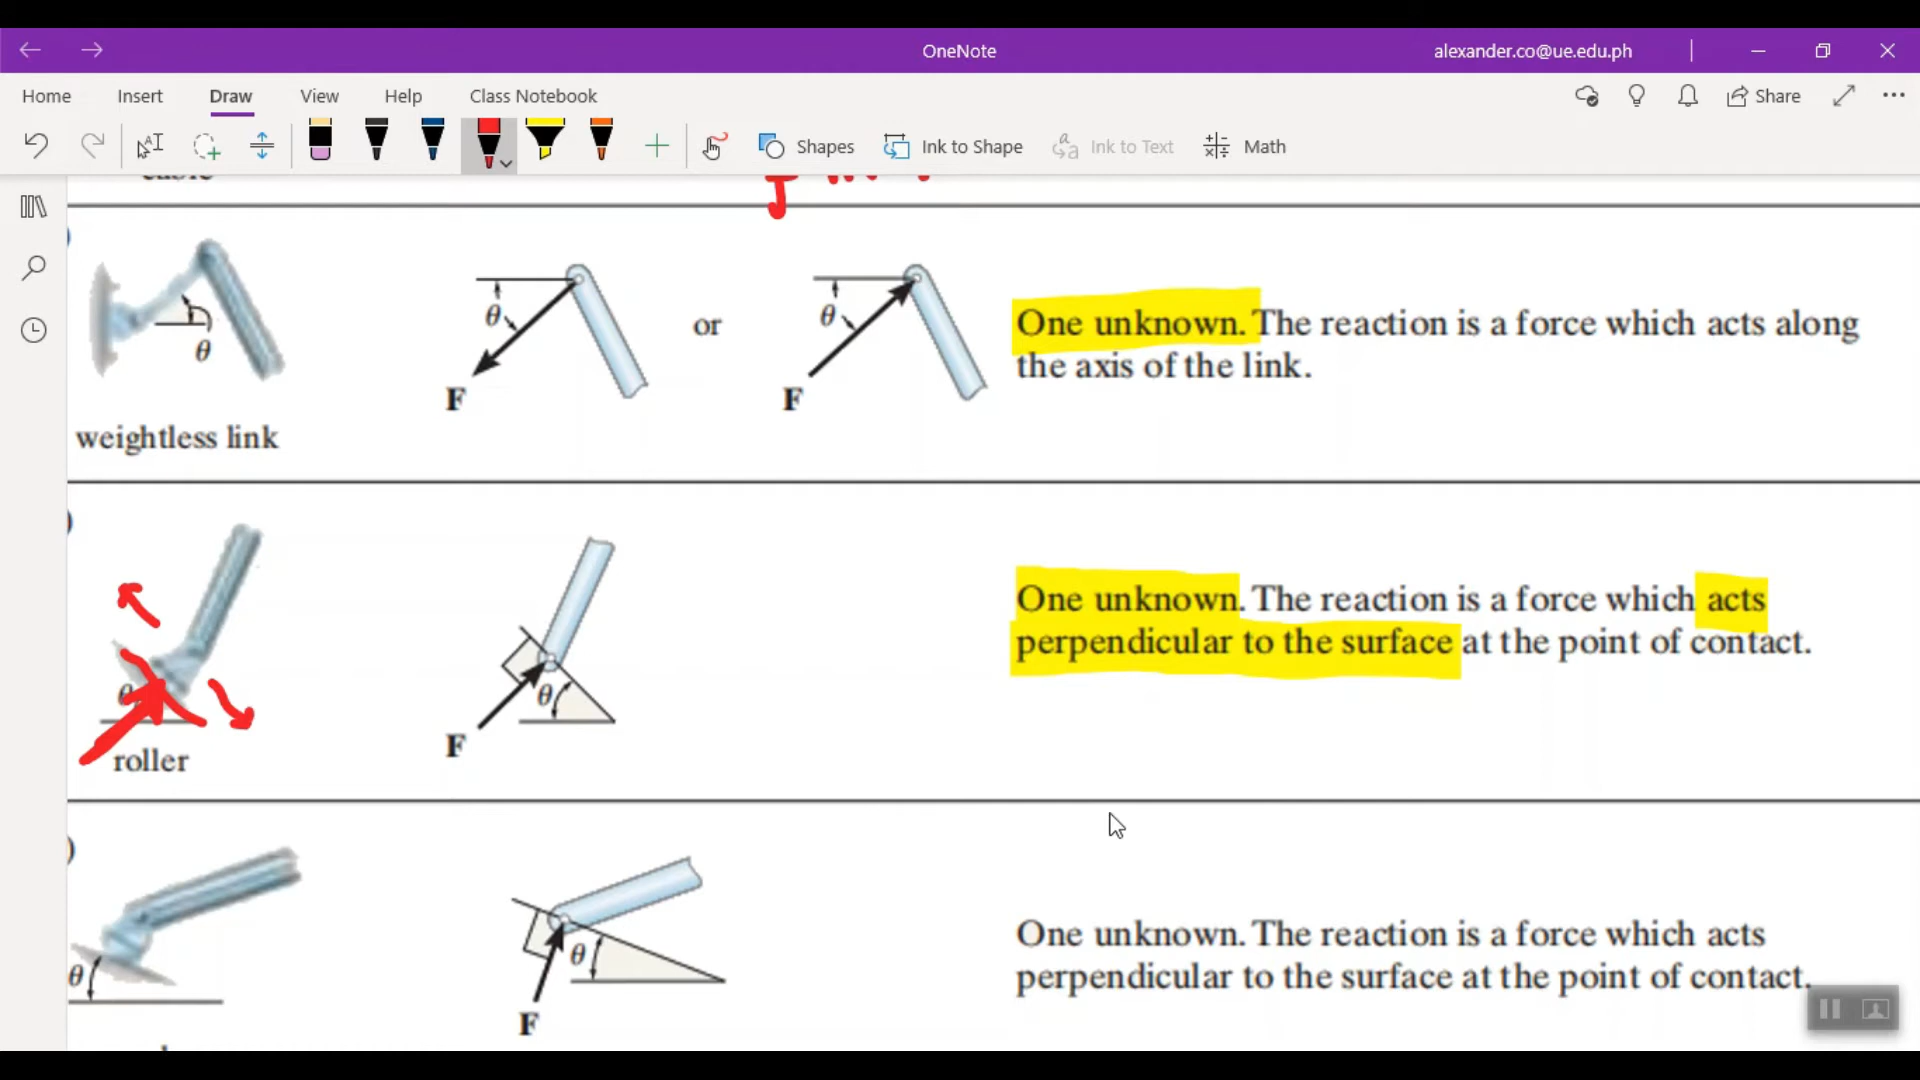 OneNote
alexander.co@ue.edu.ph
Home Insert Draw View Help Class Notebook
Share
Shapes Ink to Shape Ink to Text Math
cable
θ
θ
F
or
θ
F
One unknown. The reaction is a force which acts along
the axis of the link.
weightless link
θ
θ
F
One unknown. The reaction is a force which acts
perpendicular to the surface at the point of contact.
roller
θ
θ
F
One unknown. The reaction is a force which acts
perpendicular to the surface at the point of contact.